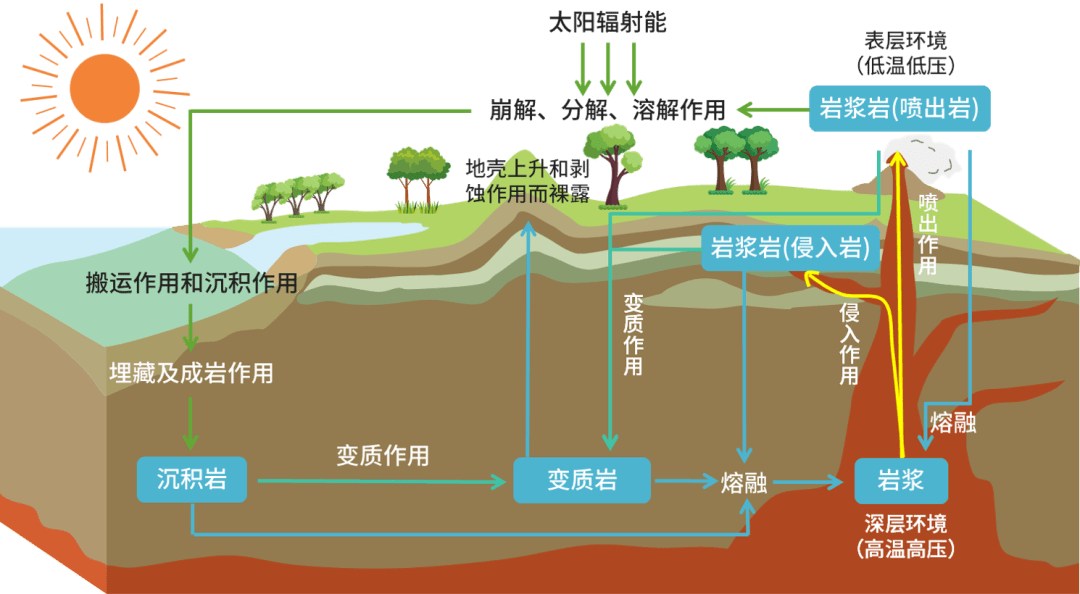 太阳辐射能
表层环境
（低温低压）
岩浆岩(喷出岩)
崩解、分解、溶解作用
地壳上升和剥
蚀作用而裸露
喷出作用
岩浆岩(侵入岩)
搬运作用和沉积作用
变质作用
侵入作用
埋藏及成岩作用
熔融
变质作用
沉积岩
变质岩
熔融
岩浆
深层环境
（高温高压）